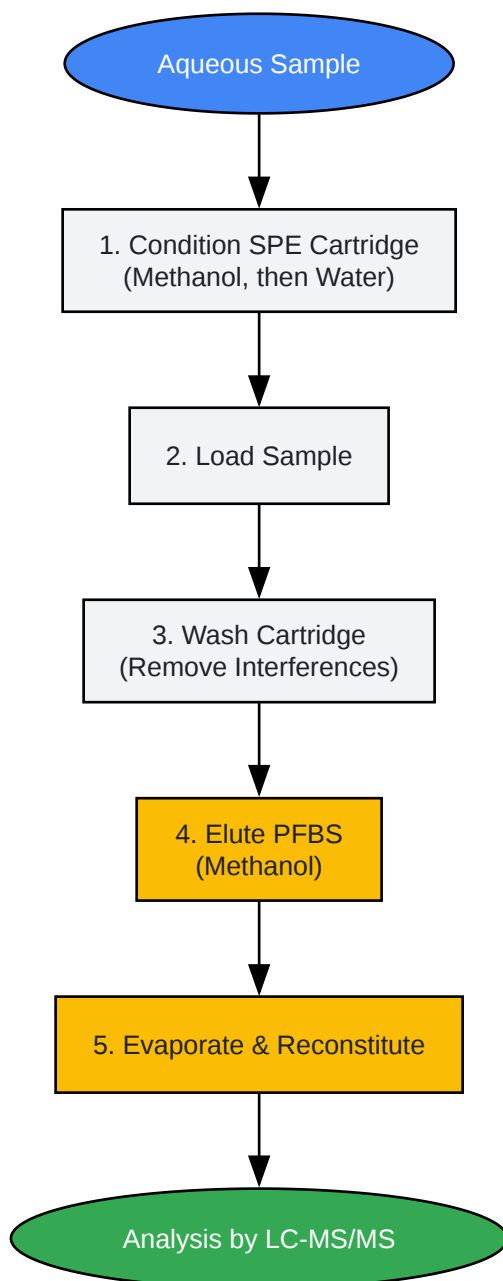 Aqueous Sample
1. Condition SPE Cartridge
(Methanol, then Water)
2. Load Sample
3. Wash Cartridge
(Remove Interferences)
4. Elute PFBS
(Methanol)
5. Evaporate & Reconstitute
Analysis by LC-MS/MS